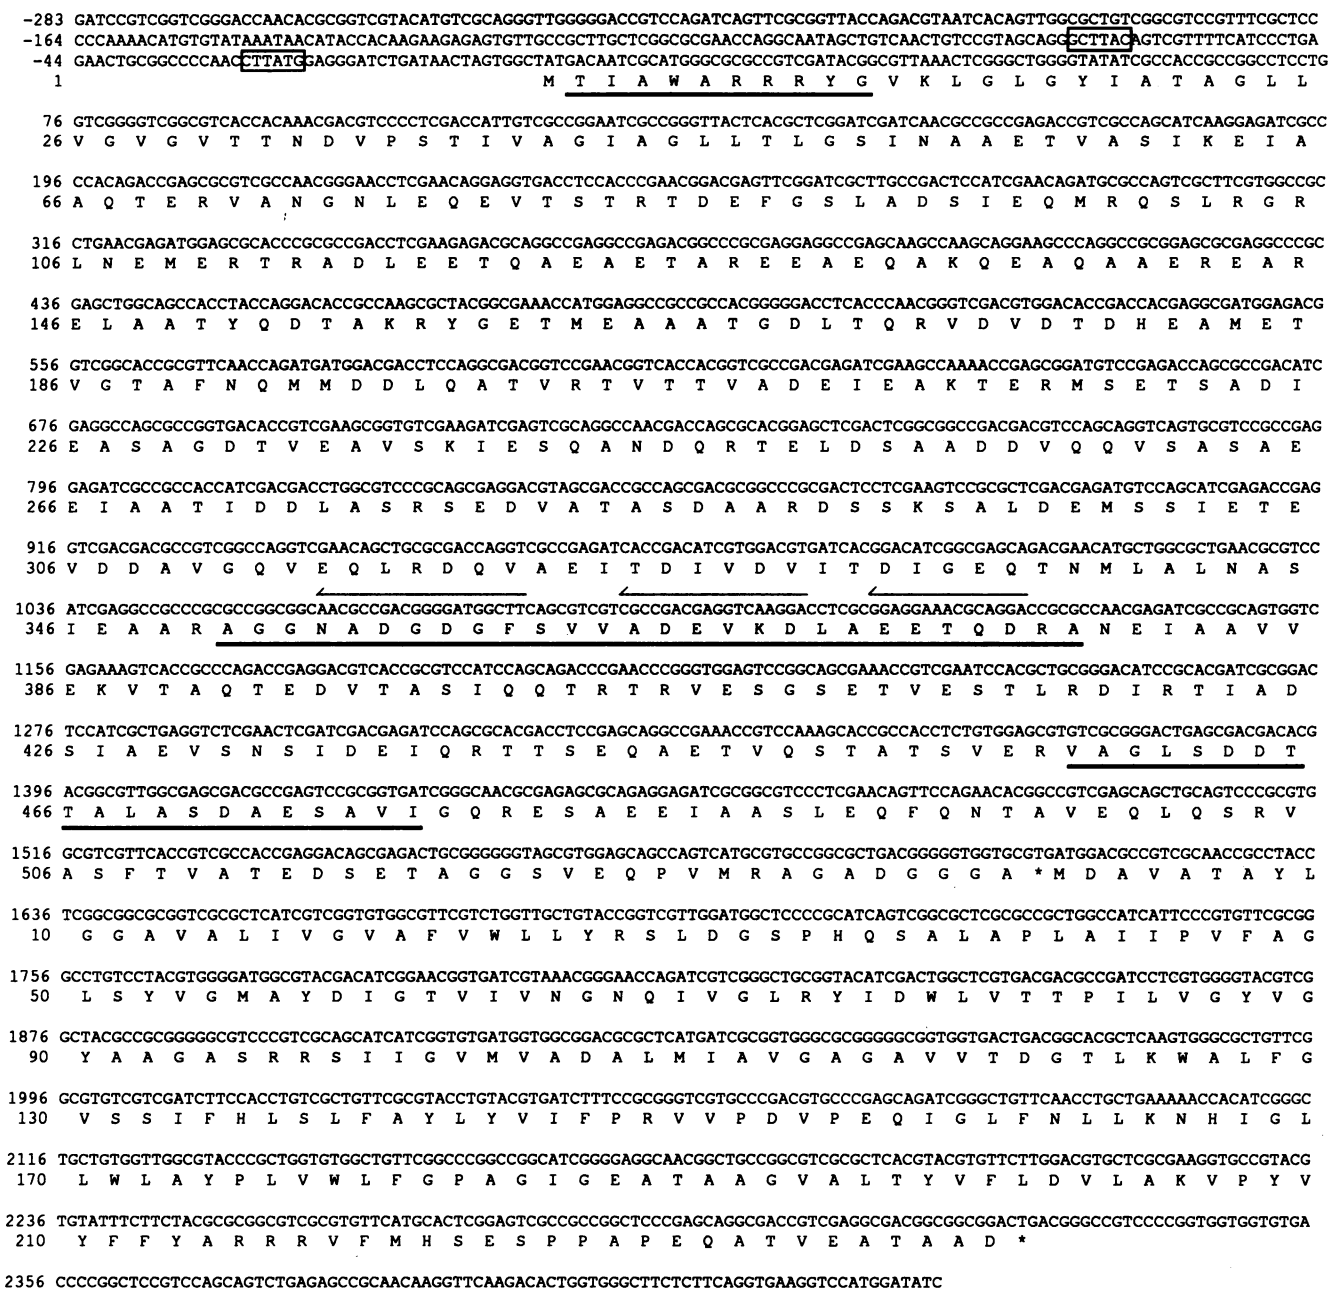 -283 GATCCGTCGGTCGGGACCAACACGCGGTCGTACATGTCGCAGGGTTGGGGGACCGTCCAGATCAGTTCGCGGTTACCAGACGTAATCACAGTTGGCGCTGTCGGCGTCCGTTTCGCTCC
-164 CCCAAAACATGTGTATAAATAACATACCACAAGAAGAGAGTGTTGCCGCTTGCTCGGCGCGAACCAGGCAATAGCTGTCAACTGTCCGTAGCAGGGCTTACAGTCGTTTTCATCCCTGA
-44 GAACTGCGGCCCCAACCTTATGGAGGGATCTGATAACTAGTGGCTATGACAATCGCATGGGCGCGCCGTCGATACGGCGTTAAACTCGGGCTGGGGTATATCGCCACCGCCGGCCTCCTG
1 M T I A W A R R R Y G V K L G L G Y I A T A G L L
76 GTCGGGGTCGGCGTCACCACAAACGACGTCCCCTCGACCATTGTCGCCGGAATCGCCGGGTTACTCACGCTCGGATCGATCAACGCCGCCGAGACCGTCGCCAGCATCAAGGAGATCGCC
26 V G V G V T T N D V P S T I V A G I A G L L T L G S I N A A E T V A S I K E I A
196 CCACAGACCGAGCGCGTCGCCAACGGGAACCTCGAACAGGAGGTGACCTCCACCCGAACGGACGAGTTCGGATCGCTTGCCGACTCCATCGAACAGATGCGCCAGTCGCTTCGTGGCCGC
66 A Q T E R V A N G N L E Q E V T S T R T D E F G S L A D S I E Q M R Q S L R G R
316 CTGAACGAGATGGAGCGCACCCGCGCCGACCTCGAAGAGACGCAGGCCGAGGCCGAGACGGCCCGCGAGGAGGCCGAGCAAGCCAAGCAGGAAGCCCAGGCCGCGGAGCGCGAGGCCCGC
106 L N E M E R T R A D L E E T Q A E A E T A R E E A E Q A K Q E A Q A A E R E A R
436 GAGCTGGCAGCCACCTACCAGGACACCGCCAAGCGCTACGGCGAAACCATGGAGGCCGCCGCCACGGGGGACCTCACCCAACGGGTCGACGTGGACACCGACCACGAGGCGATGGAGACG
146 E L A A T Y Q D T A K R Y G E T M E A A A T G D L T Q R V D V D T D H E A M E T
556 GTCGGCACCGCGTTCAACCAGATGATGGACGACCTCCAGGCGACGGTCCGAACGGTCACCACGGTCGCCGACGAGATCGAAGCCAAAACCGAGCGGATGTCCGAGACCAGCGCCGACATC
186 V G T A F N Q M M D D L Q A T V R T V T T V A D E I E A K T E R M S E T S A D I
676 GAGGCCAGCGCCGGTGACACCGTCGAAGCGGTGTCGAAGATCGAGTCGCAGGCCAACGACCAGCGCACGGAGCTCGACTCGGCGGCCGACGACGTCCAGCAGGTCAGTGCGTCCGCCGAG
226 E A S A G D T V E A V S K I E S Q A N D Q R T E L D S A A D D V Q Q V S A S A E
796 GAGATCGCCGCCACCATCGACGACCTGGCGTCCCGCAGCGAGGACGTAGCGACCGCCAGCGACGCGGCCCGCGACTCCTCGAAGTCCGCGCTCGACGAGATGTCCAGCATCGAGACCGAG
266 E I A A T I D D L A S R S E D V A T A S D A A R D S S K S A L D E M S S I E T E
916 GTCGACGACGCCGTCGGCCAGGTCGAACAGCTGCGCGACCAGGTCGCCGAGATCACCGACATCGTGGACGTGATCACGGACATCGGCGAGCAGACGAACATGCTGGCGCTGAACGCGTCC
306 V D D A V G Q V E Q L R D Q V A E I T D I V D V I T D I G E Q T N M L A L N A S
1036 ATCGAGGCCGCCCGCGCCGGCGGCAACGCCGACGGGGATGGCTTCAGCGTCGTCGCCGACGAGGTCAAGGACCTCGCGGAGGAAACGCAGGACCGCGCCAACGAGATCGCCGCAGTGGTC
346 I E A A R A G G N A D G D G F S V V A D E V K D L A E E T Q D R A N E I A A V V
1156 GAGAAAGTCACCGCCCAGACCGAGGACGTCACCGCGTCCATCCAGCAGACCCGAACCCGGGTGGAGTCCGGCAGCGAAACCGTCGAATCCACGCTGCGGGACATCCGCACGATCGCGGAC
386 E K V T A Q T E D V T A S I Q Q T R T R V E S G S E T V E S T L R D I R T I A D
1276 TCCATCGCTGAGGTCTCGAACTCGATCGACGAGATCCAGCGCACGACCTCCGAGCAGGCCGAAACCGTCCAAAGCACCGCCACCTCTGTGGAGCGTGTCGCGGGACTGAGCGACGACACG
426 S I A E V S N S I D E I Q R T T S E Q A E T V Q S T A T S V E R V A G L S D D T
1396 ACGGCGTTGGCGAGCGACGCCGAGTCCGCGGTGATCGGGCAACGCGAGAGCGCAGAGGAGATCGCGGCGTCCCTCGAACAGTTCCAGAACACGGCCGTCGAGCAGCTGCAGTCCCGCGTG
466 T A L A S D A E S A V I G Q R E S A E E I A A S L E Q F Q N T A V E Q L Q S R V
1516 GCGTCGTTCACCGTCGCCACCGAGGACAGCGAGACTGCGGGGGGTAGCGTGGAGCAGCCAGTCATGCGTGCCGGCGCTGACGGGGGTGGTGCGTGATGGACGCCGTCGCAACCGCCTACC
506 A S F T V A T E D S E T A G G S V E Q P V M R A G A D G G G A * M D A V A T A Y L
1636 TCGGCGGCGCGGTCGCGCTCATCGTCGGTGTGGCGTTCGTCTGGTTGCTGTACCGGTCGTTGGATGGCTCCCCGCATCAGTCGGCGCTCGCGCCGCTGGCCATCATTCCCGTGTTCGCGG
10 G G A V A L I V G V A F V W L L Y R S L D G S P H Q S A L A P L A I I P V F A G
1756 GCCTGTCCTACGTGGGGATGGCGTACGACATCGGAACGGTGATCGTAAACGGGAACCAGATCGTCGGGCTGCGGTACATCGACTGGCTCGTGACGACGCCGATCCTCGTGGGGTACGTCG
50 L S Y V G M A Y D I G T V I V N G N Q I V G L R Y I D W L V T T P I L V G Y V G
1876 GCTACGCCGCGGGGGCGTCCCGTCGCAGCATCATCGGTGTGATGGTGGCGGACGCGCTCATGATCGCGGTGGGCGCGGGGGCGGTGGTGACTGACGGCACGCTCAAGTGGGCGCTGTTCG
90 Y A A G A S R R S I I G V M V A D A L M I A V G A G A V V T D G T L K W A L F G
1996 GCGTGTCGTCGATCTTCCACCTGTCGCTGTTCGCGTACCTGTACGTGATCTTTCCGCGGGTCGTGCCCGACGTGCCCGAGCAGATCGGGCTGTTCAACCTGCTGAAAAACCACATCGGGC
130 V S S I F H L S L F A Y L Y V I F P R V V P D V P E Q I G L F N L L K N H I G L
2116 TGCTGTGGTTGGCGTACCCGCTGGTGTGGCTGTTCGGCCCGGCCGGCATCGGGGAGGCAACGGCTGCCGGCGTCGCGCTCACGTACGTGTTCTTGGACGTGCTCGCGAAGGTGCCGTACG
170 L W L A Y P L V W L F G P A G I G E A T A A G V A L T Y V F L D V L A K V P Y V
2236 TGTATTTCTTCTACGCGCGGCGTCGCGTGTTCATGCACTCGGAGTCGCCGCCGGCTCCCGAGCAGGCGACCGTCGAGGCGACGGCGGCGGACTGACGGGCCGTCCCCGGTGGTGGTGTGA
210 Y F F Y A R R R V F M H S E S P P A P E Q A T V E A T A A D *
2356 CCCCGGCTCCGTCCAGCAGTCTGAGAGCCGCAACAAGGTTCAAGACACTGGTGGGCTTCTCTTCAGGTGAAGGTCCATGGATATC